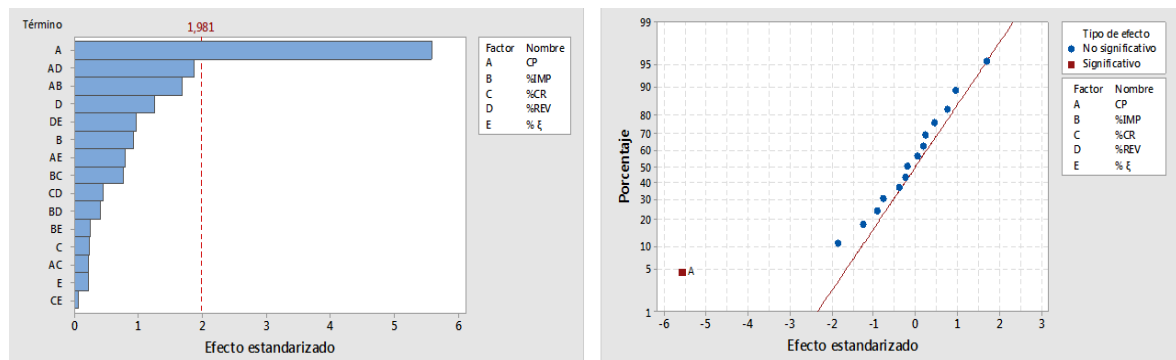 Término
1,981
A
AD
AB
D
DE
B
AE
BC
CD
BD
BE
C
AC
E
CE
0 1 2 3 4 5 6
Efecto estandarizado
Factor Nombre
A CP
B %IMP
C %CR
D %REV
E % ξ
Porcentaje
99
95
90
80
70
60
50
40
30
20
10
5
1
A
-6 -5 -4 -3 -2 -1 0 1 2 3
Efecto estandarizado
Tipo de efecto
No significativo
Significativo
Factor Nombre
A CP
B %IMP
C %CR
D %REV
E % ξ